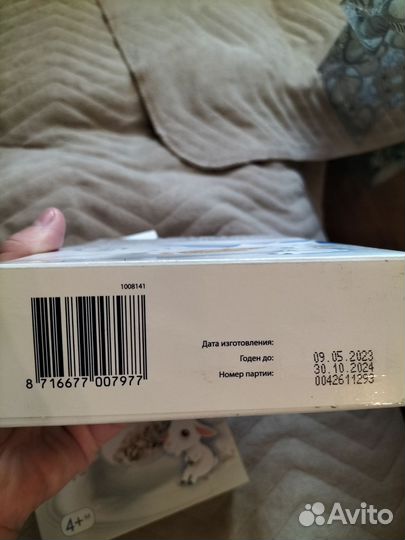 1008141
8 716677 007977
Дата изготовления: 09.05.2023
Годен до: 30.10.2024
Номер партии: 0042611293
4+
Avito